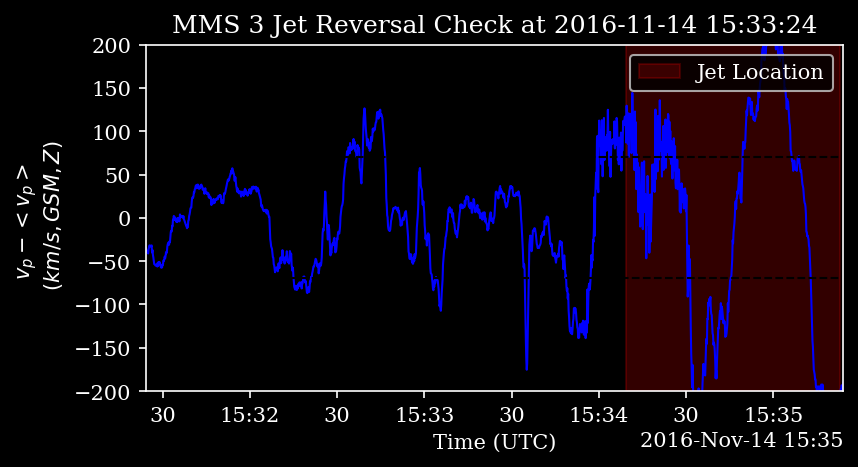 MMS 3 Jet Reversal Check at 2016-11-14 15:33:24
v_p − < v_p >
(km/s, GSM, Z)
200
150
100
50
0
−50
−100
−150
−200
Jet Location
30 15:32 30 15:33 30 15:34 30 15:35
Time (UTC)
2016-Nov-14 15:35